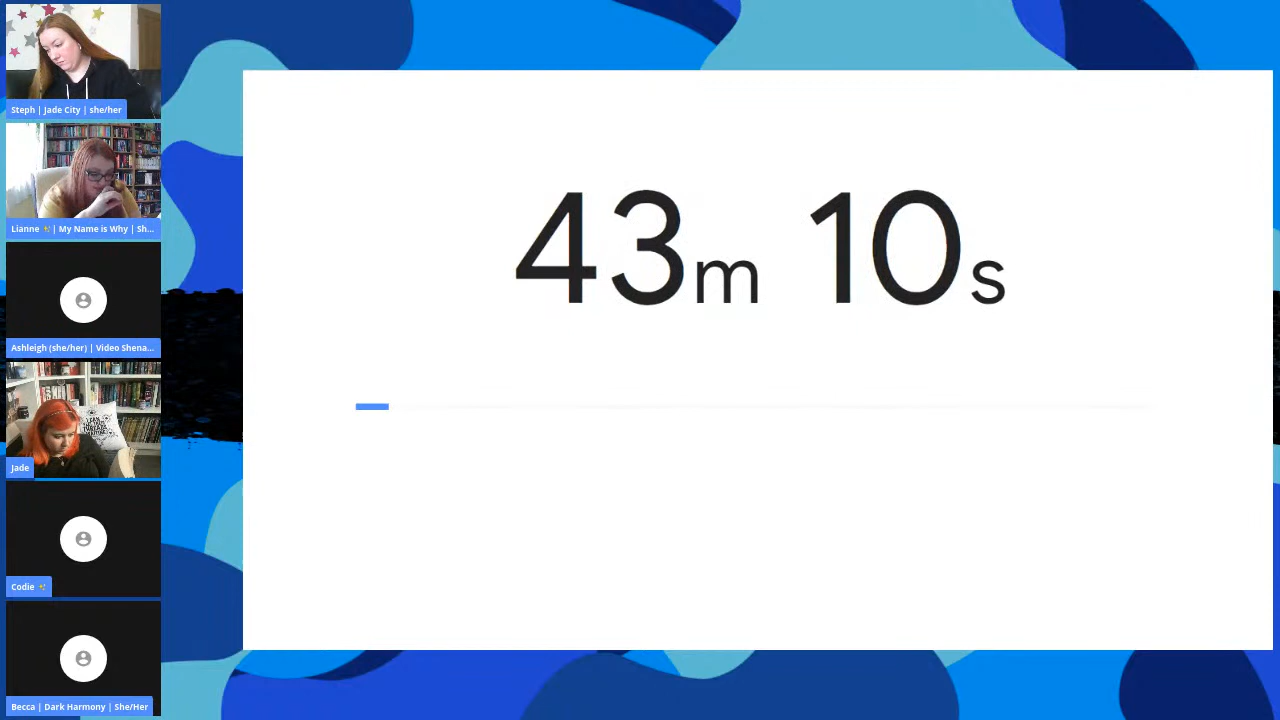 Steph | Jade City | she/her
Lianne ✨ | My Name is Why | Sh...
Ashleigh (she/her) | Video Shena...
Jade
Codie ✨
Becca | Dark Harmony | She/Her
43m 10s